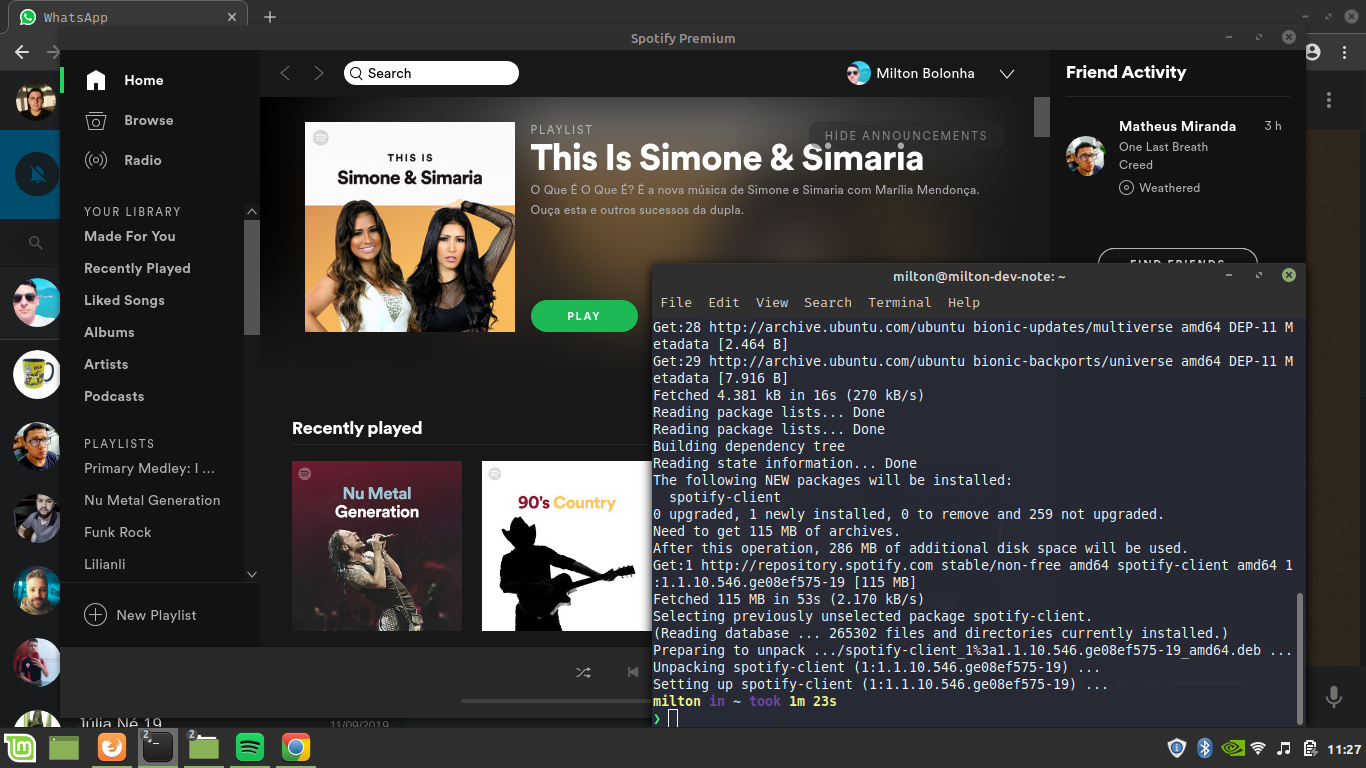 WhatsApp
Spotify Premium
Home
Browse
Radio
YOUR LIBRARY
Made For You
Recently Played
Liked Songs
Albums
Artists
Podcasts
PLAYLISTS
Primary Medley: I ...
Nu Metal Generation
Funk Rock
Lilianli
New Playlist
Search
Milton Bolonha
THIS IS
Simone & Simaria
PLAYLIST
HIDE ANNOUNCEMENTS
This Is Simone & Simaria
O Que É O Que É? É a nova música de Simone e Simaria com Marília Mendonça.
Ouça esta e outros sucessos da dupla.
PLAY
Recently played
Nu Metal
Generation
90's Country
Friend Activity
Matheus Miranda 3 h
One Last Breath
Creed
Weathered
FIND FRIENDS
milton@milton-dev-note: ~
File Edit View Search Terminal Help
Get:28 http://archive.ubuntu.com/ubuntu bionic-updates/multiverse amd64 DEP-11 M
etadata [2.464 B]
Get:29 http://archive.ubuntu.com/ubuntu bionic-backports/universe amd64 DEP-11 M
etadata [7.916 B]
Fetched 4.381 kB in 16s (270 kB/s)
Reading package lists... Done
Reading package lists... Done
Building dependency tree
Reading state information... Done
The following NEW packages will be installed:
  spotify-client
0 upgraded, 1 newly installed, 0 to remove and 259 not upgraded.
Need to get 115 MB of archives.
After this operation, 286 MB of additional disk space will be used.
Get:1 http://repository.spotify.com stable/non-free amd64 spotify-client amd64 1
:1.1.10.546.ge08ef575-19 [115 MB]
Fetched 115 MB in 53s (2.170 kB/s)
Selecting previously unselected package spotify-client.
(Reading database ... 265302 files and directories currently installed.)
Preparing to unpack .../spotify-client_1%3a1.1.10.546.ge08ef575-19_amd64.deb ...
Unpacking spotify-client (1:1.1.10.546.ge08ef575-19) ...
Setting up spotify-client (1:1.1.10.546.ge08ef575-19) ...
milton in ~ took 1m 23s
❯
Júlia Né 19
11/09/2019
2
2
11:27